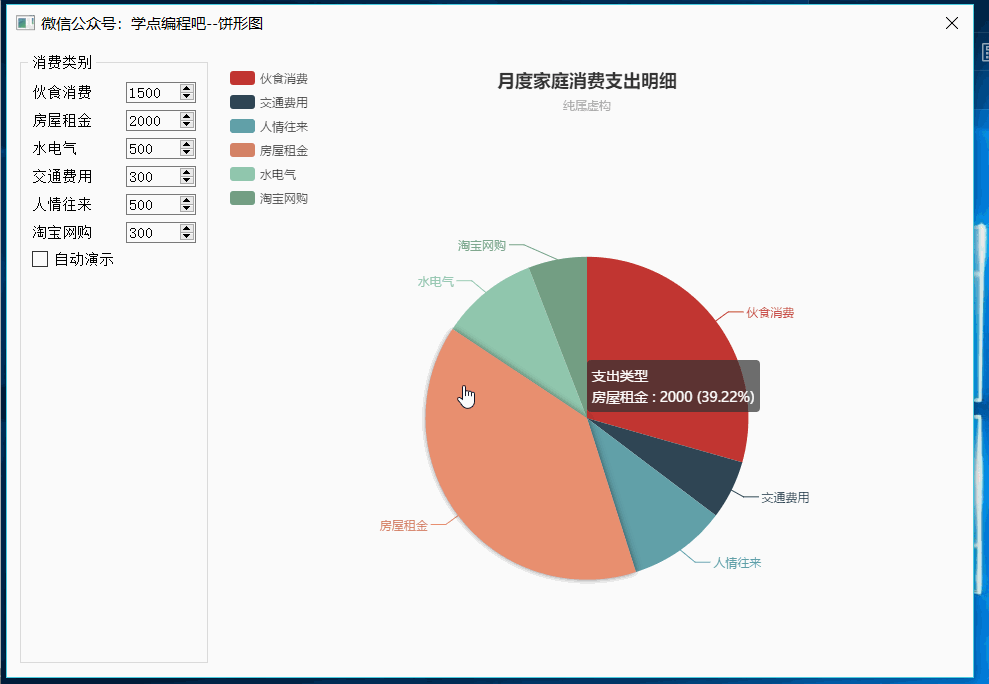 微信公众号：学点编程吧--饼形图
消费类别
伙食消费 1500
房屋租金 2000
水电气 500
交通费用 300
人情往来 500
淘宝网购 300
自动演示
伙食消费
交通费用
人情往来
房屋租金
水电气
淘宝网购
月度家庭消费支出明细
纯属虚构
淘宝网购
水电气
伙食消费
支出类型
房屋租金 : 2000 (39.22%)
交通费用
房屋租金
人情往来